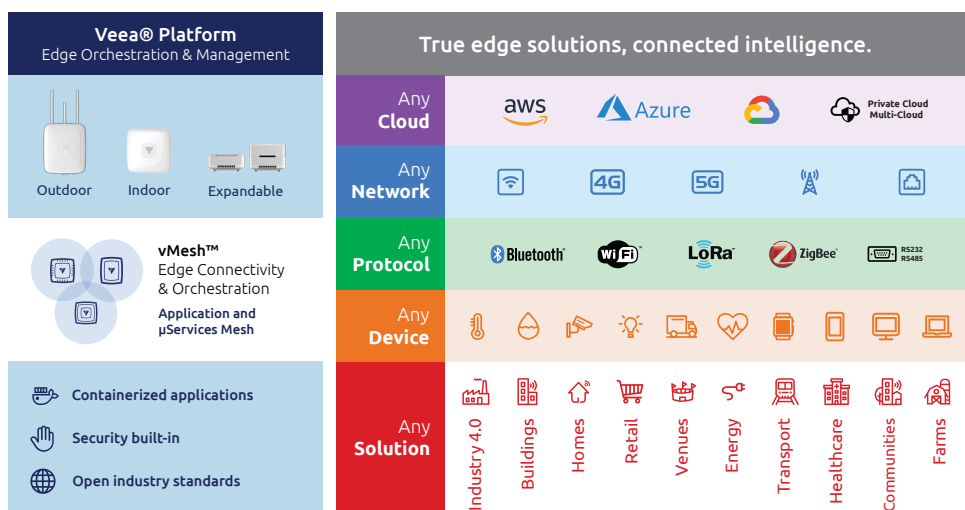 Veea® Platform
Edge Orchestration & Management
Outdoor
Indoor
Expandable
vMesh™
Edge Connectivity
& Orchestration
Application and
µServices Mesh
Containerized applications
Security built-in
Open industry standards
True edge solutions, connected intelligence.
Any
Cloud
aws
Azure
Private Cloud
Multi-Cloud
Any
Network
4G
5G
Any
Protocol
Bluetooth®
WiFi™
LoRa™
ZigBee®
RS232
RS485
Any
Device
Any
Solution
Industry 4.0
Buildings
Homes
Retail
Venues
Energy
Transport
Healthcare
Communities
Farms